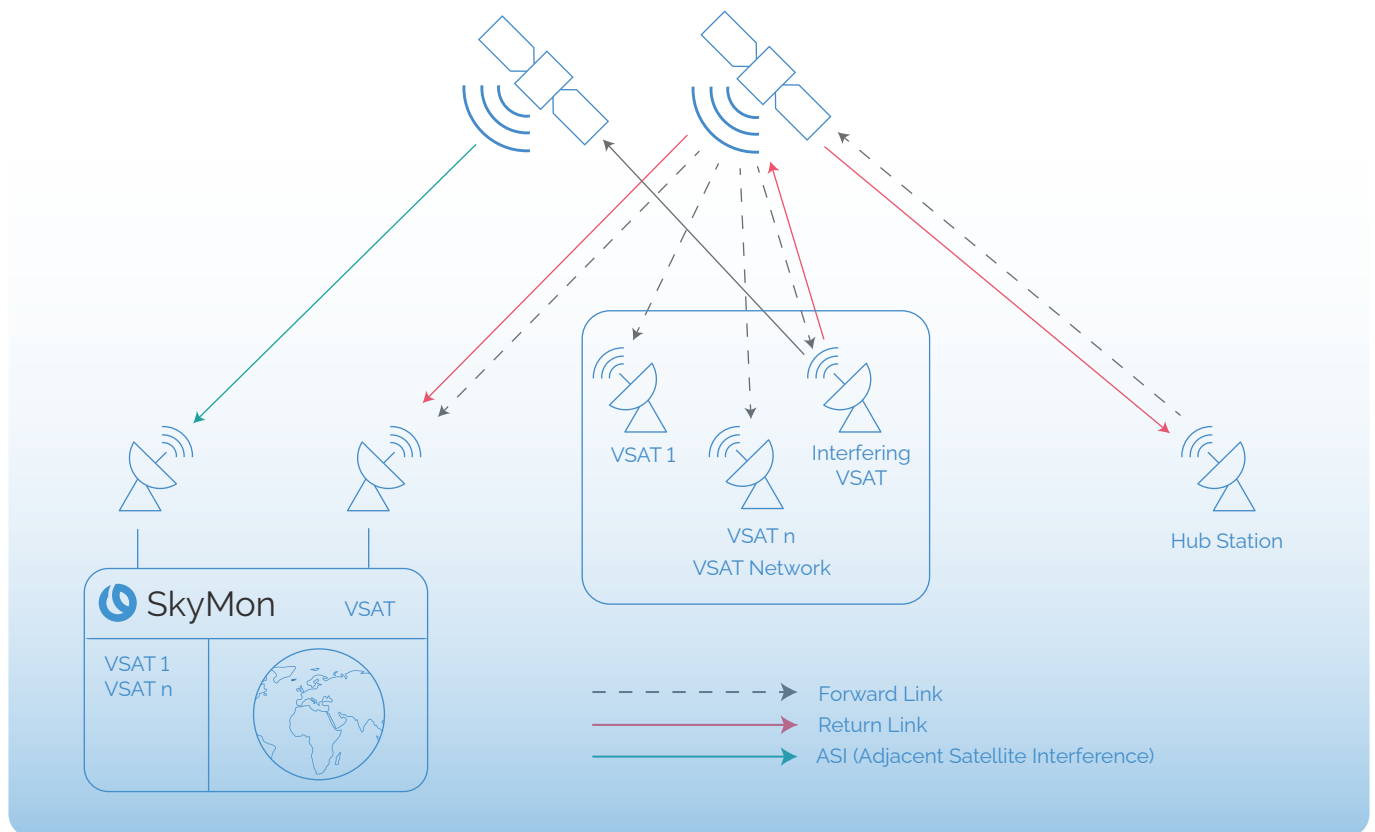 VSAT 1
Interfering
VSAT
VSAT n
VSAT Network
Hub Station
SkyMon
VSAT
VSAT 1
VSAT n
Forward Link
Return Link
ASI (Adjacent Satellite Interference)